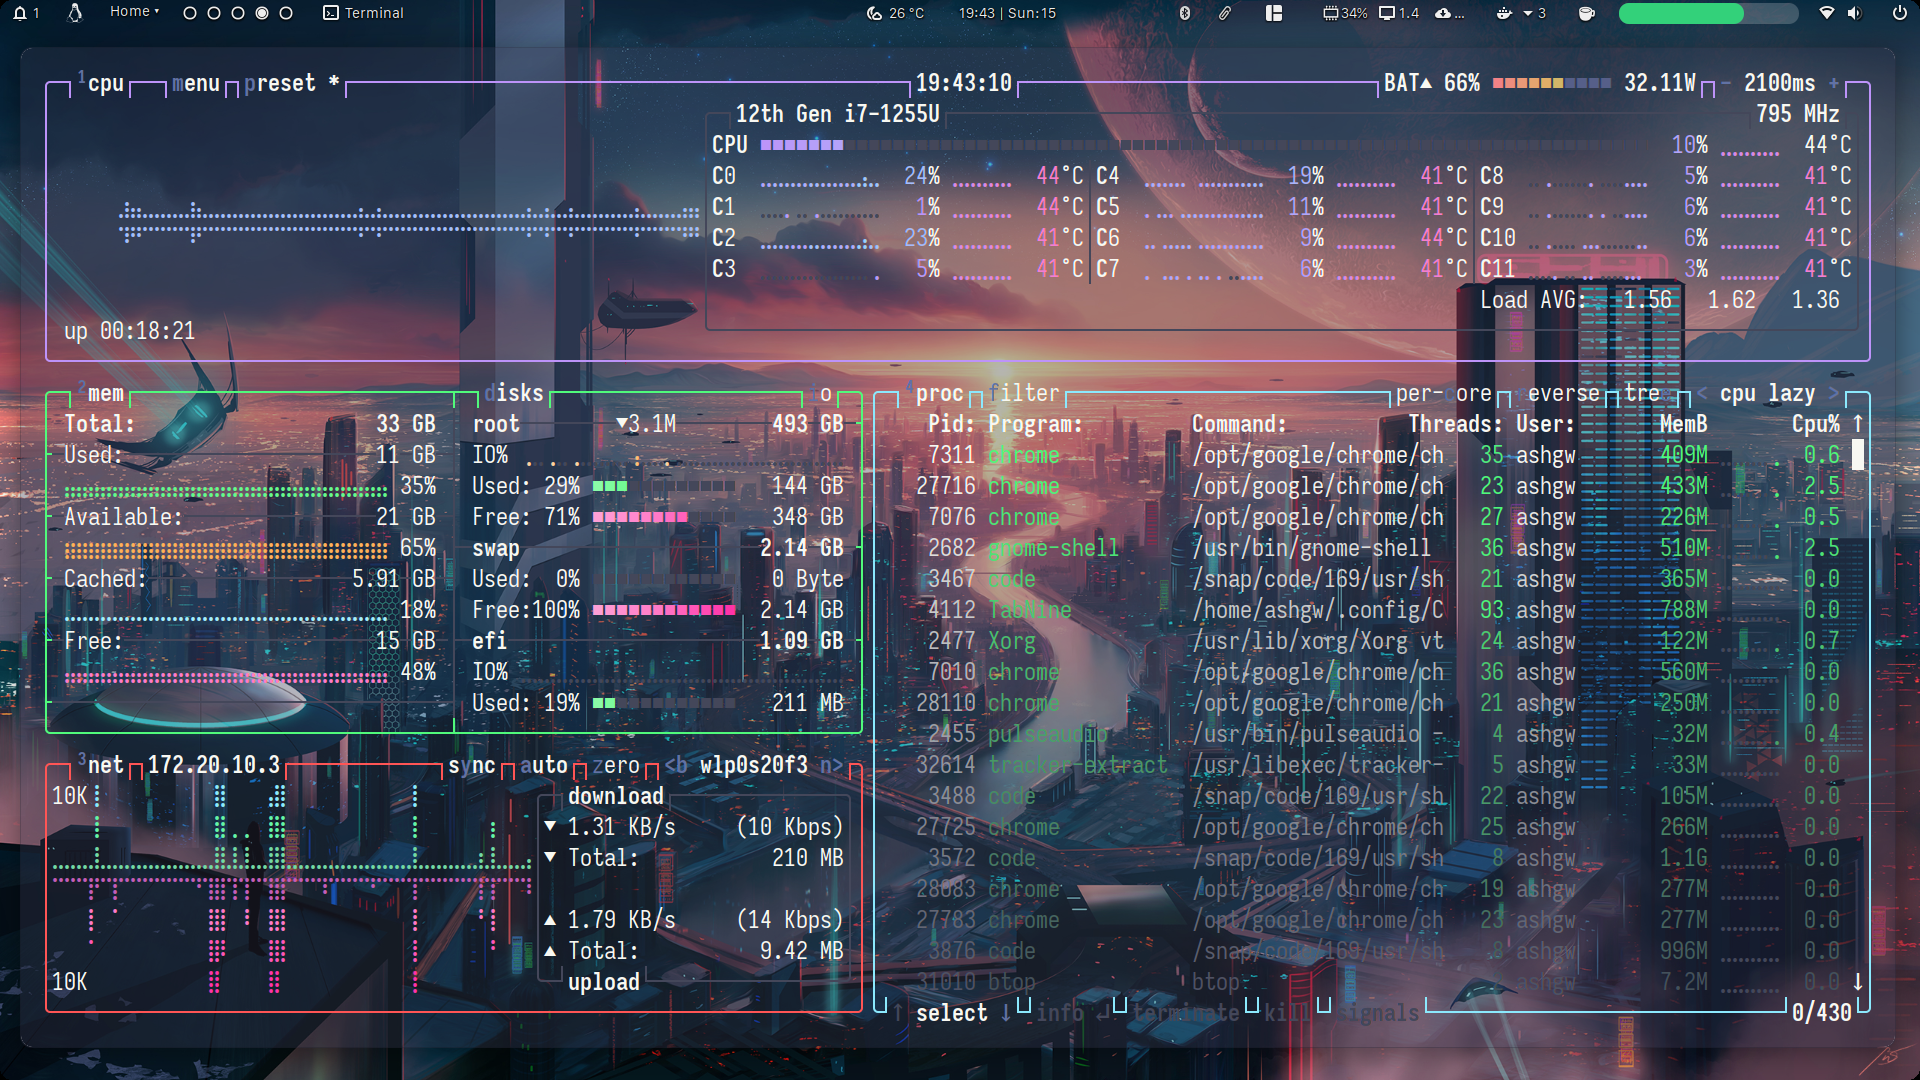 1 Home Terminal 26 °C 19:43 | Sun:15 34% 1.4 ... 3
1cpu menu preset * 19:43:10 BAT▲ 66% 32.11W - 2100ms +
12th Gen i7-1255U 795 MHz
CPU 10% 44°C
C0 24% 44°C C4 19% 41°C C8 5% 41°C
C1 1% 44°C C5 11% 41°C C9 6% 41°C
C2 23% 41°C C6 9% 44°C C10 6% 41°C
C3 5% 41°C C7 6% 41°C C11 3% 41°C
Load AVG: 1.56 1.62 1.36
up 00:18:21
2mem disks io
Total: 33 GB
Used: 11 GB
35%
Available: 21 GB
65%
Cached: 5.91 GB
18%
Free: 15 GB
48%
root ▼3.1M 493 GB
IO%
Used: 29% 144 GB
Free: 71% 348 GB
swap 2.14 GB
Used: 0% 0 Byte
Free:100% 2.14 GB
efi 1.09 GB
IO%
Used: 19% 211 MB
3net 172.20.10.3 sync auto zero <b wlp0s20f3 n>
10K
10K
download
▼ 1.31 KB/s (10 Kbps)
▼ Total: 210 MB
▲ 1.79 KB/s (14 Kbps)
▲ Total: 9.42 MB
upload
4proc filter per-core reverse tree < cpu lazy >
Pid: Program: Command: Threads: User: MemB Cpu% ↑
7311 chrome /opt/google/chrome/ch 35 ashgw 409M 0.6
27716 chrome /opt/google/chrome/ch 23 ashgw 433M 2.5
7076 chrome /opt/google/chrome/ch 27 ashgw 226M 0.5
2682 gnome-shell /usr/bin/gnome-shell 36 ashgw 510M 2.5
3467 code /snap/code/169/usr/sh 21 ashgw 365M 0.0
4112 TabNine /home/ashgw/.config/C 93 ashgw 788M 0.0
2477 Xorg /usr/lib/xorg/Xorg vt 24 ashgw 122M 0.7
7010 chrome /opt/google/chrome/ch 36 ashgw 560M 0.0
28110 chrome /opt/google/chrome/ch 21 ashgw 250M 0.0
2455 pulseaudio /usr/bin/pulseaudio - 4 ashgw 32M 0.4
32614 tracker-extract /usr/libexec/tracker- 5 ashgw 33M 0.0
3488 code /snap/code/169/usr/sh 22 ashgw 105M 0.0
27725 chrome /opt/google/chrome/ch 25 ashgw 266M 0.0
3572 code /snap/code/169/usr/sh 8 ashgw 1.1G 0.0
28083 chrome /opt/google/chrome/ch 19 ashgw 277M 0.0
27783 chrome /opt/google/chrome/ch 23 ashgw 277M 0.0
3876 code /snap/code/169/usr/sh 8 ashgw 996M 0.0
31010 btop btop ashgw 7.2M 0.0 ↓
↑ select ↓ info ↵ terminate kill signals 0/430